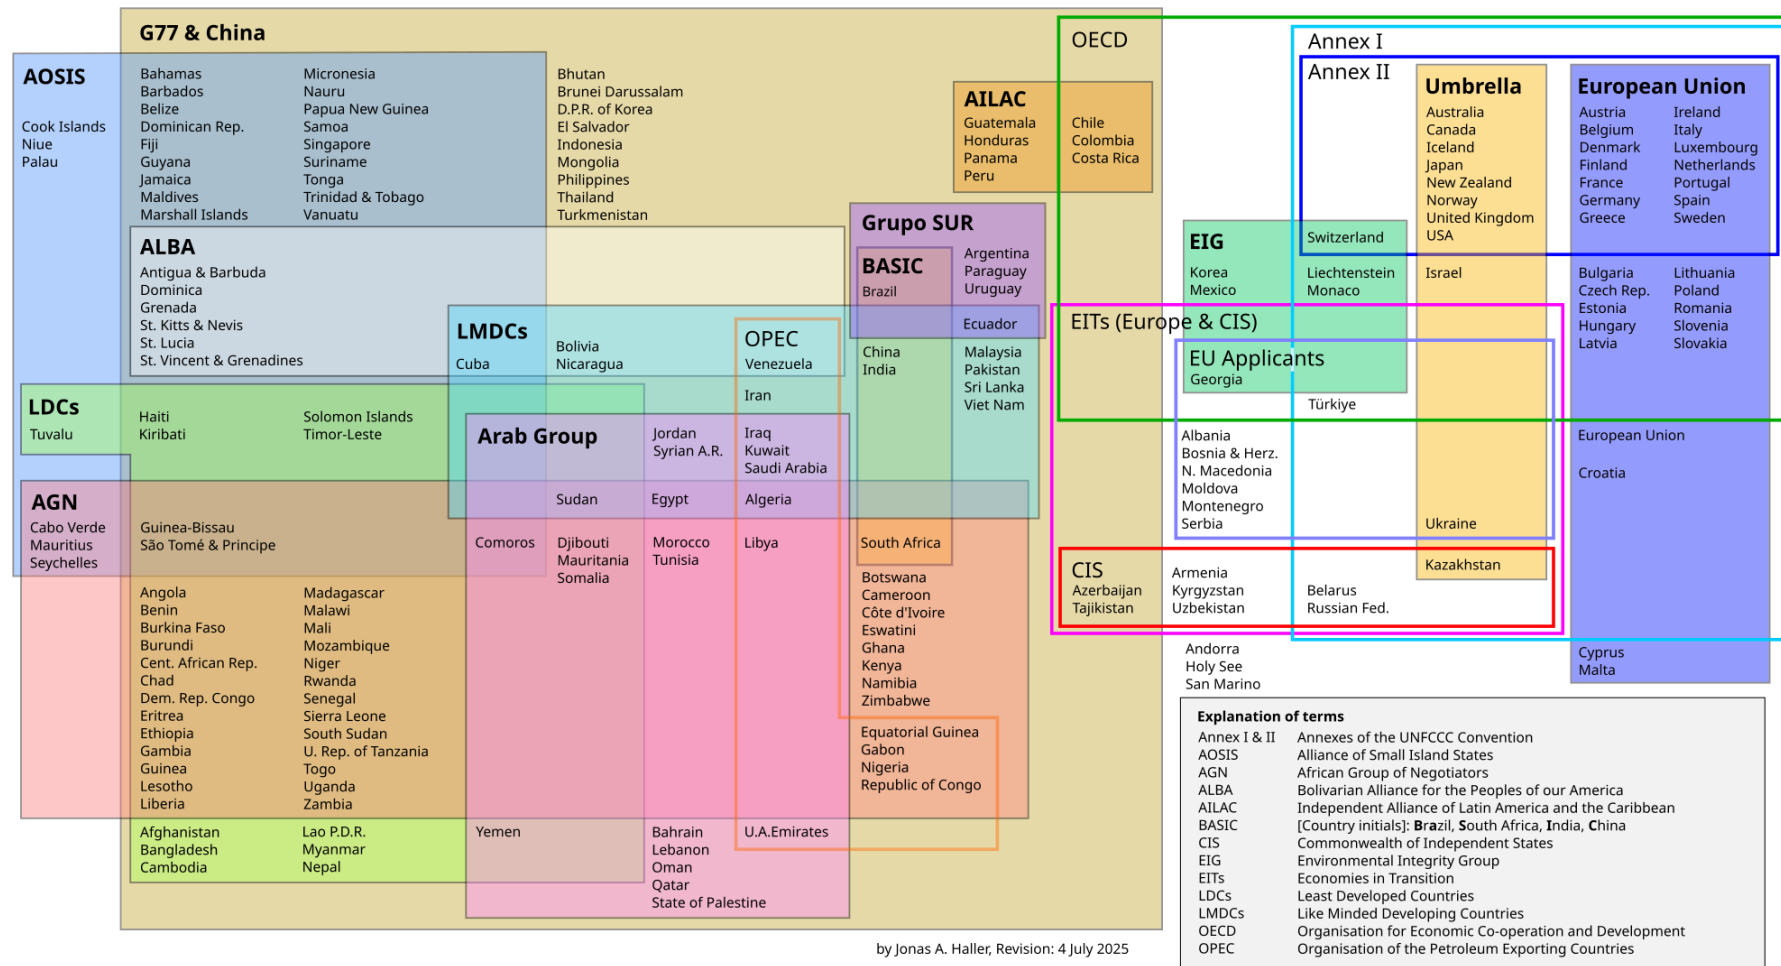 G77 & China
AOSIS
Cook Islands
Niue
Palau
Bahamas
Barbados
Belize
Dominican Rep.
Fiji
Guyana
Jamaica
Maldives
Marshall Islands
Micronesia
Nauru
Papua New Guinea
Samoa
Singapore
Suriname
Tonga
Trinidad & Tobago
Vanuatu
Bhutan
Brunei Darussalam
D.P.R. of Korea
El Salvador
Indonesia
Mongolia
Philippines
Thailand
Turkmenistan
AILAC
Guatemala
Honduras
Panama
Peru
Chile
Colombia
Costa Rica
ALBA
Antigua & Barbuda
Dominica
Grenada
St. Kitts & Nevis
St. Lucia
St. Vincent & Grenadines
Grupo SUR
BASIC
Brazil
Argentina
Paraguay
Uruguay
Ecuador
LMDCs
Cuba
Bolivia
Nicaragua
OPEC
Venezuela
Iran
China
India
Malaysia
Pakistan
Sri Lanka
Viet Nam
LDCs
Tuvalu
Haiti
Kiribati
Solomon Islands
Timor-Leste
Arab Group
Jordan
Syrian A.R.
Iraq
Kuwait
Saudi Arabia
Sudan
Egypt
Algeria
AGN
Cabo Verde
Mauritius
Seychelles
Guinea-Bissau
São Tomé & Principe
Comoros
Djibouti
Mauritania
Somalia
Morocco
Tunisia
Libya
South Africa
Angola
Benin
Burkina Faso
Burundi
Cent. African Rep.
Chad
Dem. Rep. Congo
Eritrea
Ethiopia
Gambia
Guinea
Lesotho
Liberia
Madagascar
Malawi
Mali
Mozambique
Niger
Rwanda
Senegal
Sierra Leone
South Sudan
U. Rep. of Tanzania
Togo
Uganda
Zambia
Botswana
Cameroon
Côte d'Ivoire
Eswatini
Ghana
Kenya
Namibia
Zimbabwe
Equatorial Guinea
Gabon
Nigeria
Republic of Congo
Afghanistan
Bangladesh
Cambodia
Lao P.D.R.
Myanmar
Nepal
Yemen
Bahrain
Lebanon
Oman
Qatar
State of Palestine
U.A.Emirates
OECD
Annex I
Annex II
Umbrella
Australia
Canada
Iceland
Japan
New Zealand
Norway
United Kingdom
USA
Israel
European Union
Austria
Belgium
Denmark
Finland
France
Germany
Greece
Ireland
Italy
Luxembourg
Netherlands
Portugal
Spain
Sweden
Bulgaria
Czech Rep.
Estonia
Hungary
Latvia
Lithuania
Poland
Romania
Slovenia
Slovakia
EIG
Switzerland
Korea
Mexico
Liechtenstein
Monaco
EITs (Europe & CIS)
EU Applicants
Georgia
Türkiye
Albania
Bosnia & Herz.
N. Macedonia
Moldova
Montenegro
Serbia
Ukraine
European Union
Croatia
CIS
Azerbaijan
Tajikistan
Armenia
Kyrgyzstan
Uzbekistan
Belarus
Russian Fed.
Kazakhstan
Andorra
Holy See
San Marino
Cyprus
Malta
Explanation of terms
Annex I & II Annexes of the UNFCCC Convention
AOSIS Alliance of Small Island States
AGN African Group of Negotiators
ALBA Bolivarian Alliance for the Peoples of our America
AILAC Independent Alliance of Latin America and the Caribbean
BASIC [Country initials]: Brazil, South Africa, India, China
CIS Commonwealth of Independent States
EIG Environmental Integrity Group
EITs Economies in Transition
LDCs Least Developed Countries
LMDCs Like Minded Developing Countries
OECD Organisation for Economic Co-operation and Development
OPEC Organisation of the Petroleum Exporting Countries
by Jonas A. Haller, Revision: 4 July 2025